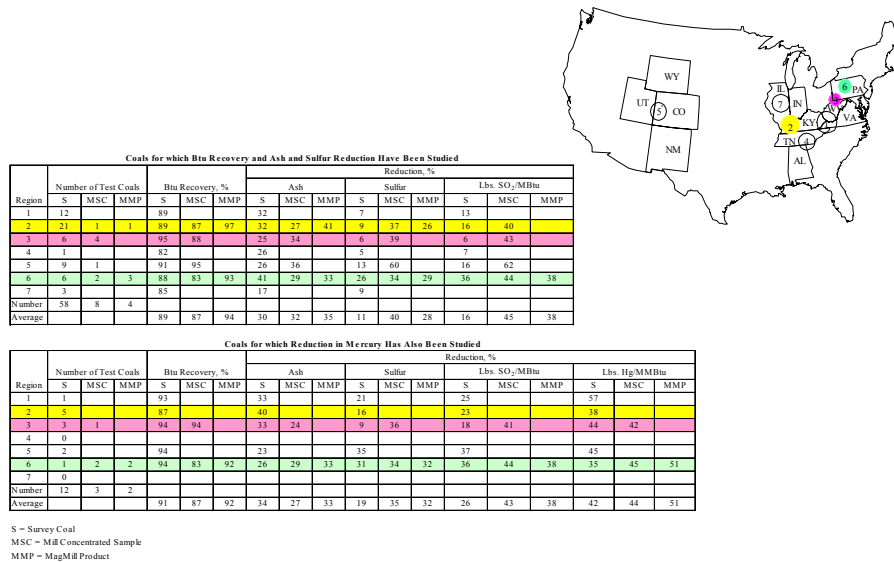 WY
UT
5
CO
NM
IL
7
IN
6
PA
VA
KY
2
TN
4
AL
Coals for which Btu Recovery and Ash and Sulfur Reduction Have Been Studied
Reduction, %
Number of Test Coals Btu Recovery, % Ash Sulfur Lbs. SO₂/MBtu
Region S MSC MMP S MSC MMP S MSC MMP S MSC MMP S MSC MMP
1 12 89 32 7 13
2 21 1 1 89 87 97 32 27 41 9 37 26 16 40
3 6 4 95 88 25 34 6 39 6 43
4 1 82 26 5 7
5 9 1 91 95 26 36 13 60 16 62
6 6 2 3 88 83 93 41 29 33 26 34 29 36 44 38
7 3 85 17 9
Number 58 8 4
Average 89 87 94 30 32 35 11 40 28 16 45 38
Coals for which Reduction in Mercury Has Also Been Studied
Reduction, %
Number of Test Coals Btu Recovery, % Ash Sulfur Lbs. SO₂/MBtu Lbs. Hg/MMBtu
Region S MSC MMP S MSC MMP S MSC MMP S MSC MMP S MSC MMP S MSC MMP
1 1 93 33 21 25 57
2 5 87 40 16 23 38
3 3 1 94 94 33 24 9 36 18 41 44 42
4 0
5 2 94 23 35 37 45
6 1 2 2 94 83 92 26 29 33 31 34 32 36 44 38 35 45 51
7 0
Number 12 3 2
Average 91 87 92 34 27 33 19 35 32 26 43 38 42 44 51
S = Survey Coal
MSC = Mill Concentrated Sample
MMP = MagMill Product